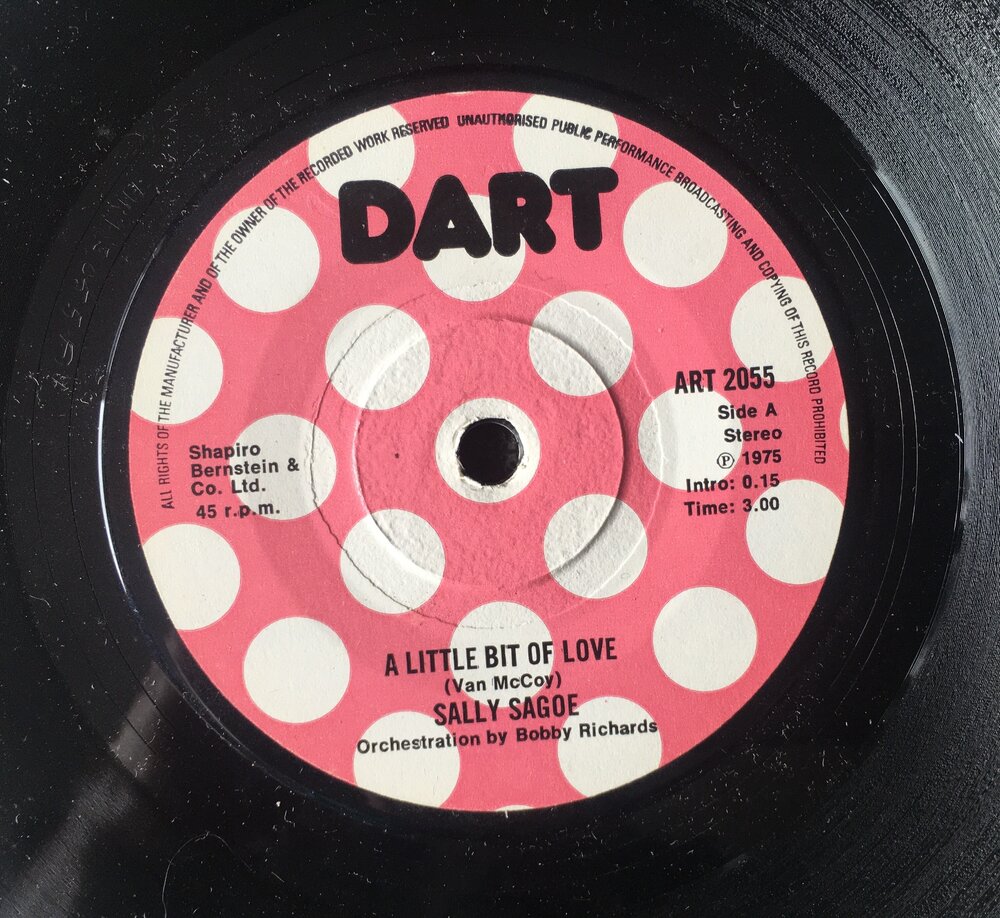 ALL RIGHTS OF THE MANUFACTURER AND OF THE OWNER OF THE RECORDED WORK RESERVED UNAUTHORISED PUBLIC PERFORMANCE BROADCASTING AND COPYING OF THIS RECORD PROHIBITED
DART
ART 2055
Side A
Stereo
Ⓟ 1975
Intro: 0.15
Time: 3.00
Shapiro
Bernstein &
Co. Ltd.
45 r.p.m.
A LITTLE BIT OF LOVE
(Van McCoy)
SALLY SAGOE
Orchestration by Bobby Richards